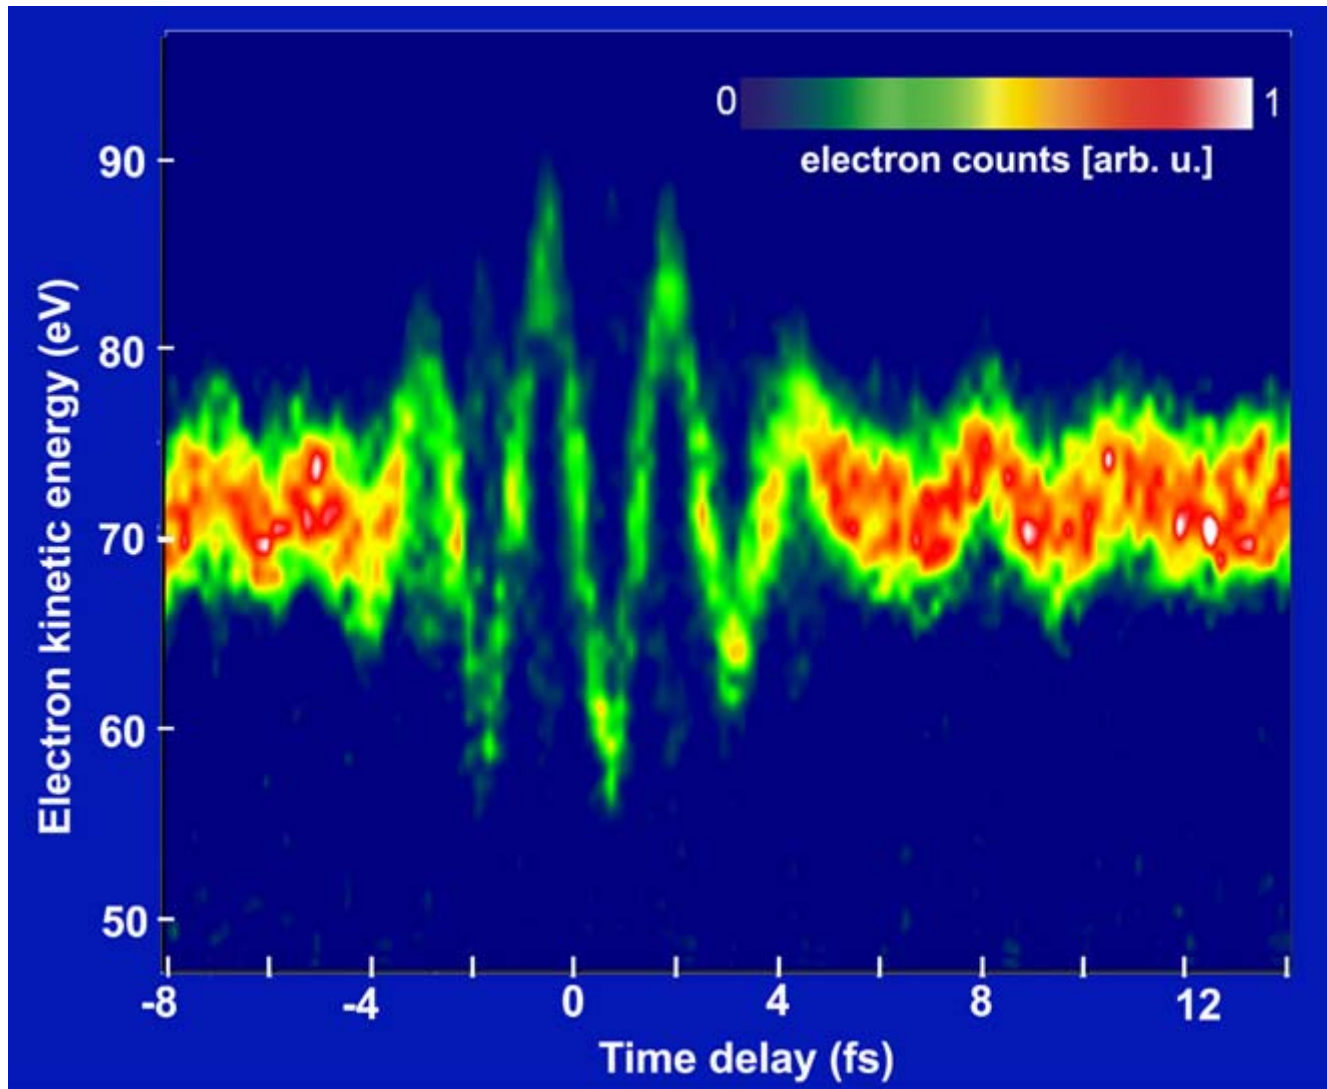 0 1
electron counts [arb. u.]
90
80
70
60
50
Electron kinetic energy (eV)
-8 -4 0 4 8 12
Time delay (fs)